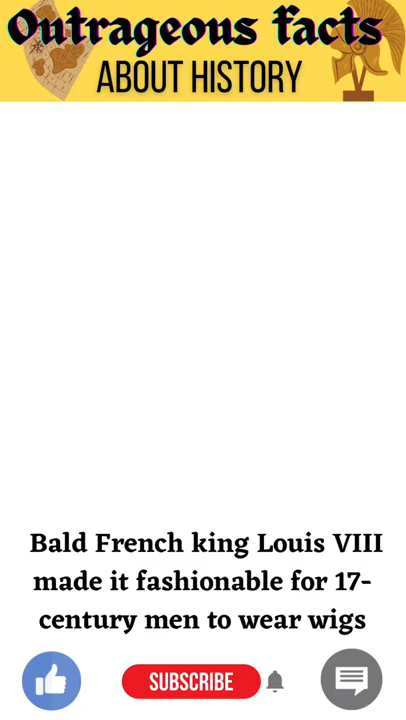 Outrageous facts
ABOUT HISTORY
Bald French king Louis VIII
made it fashionable for 17-
century men to wear wigs
SUBSCRIBE